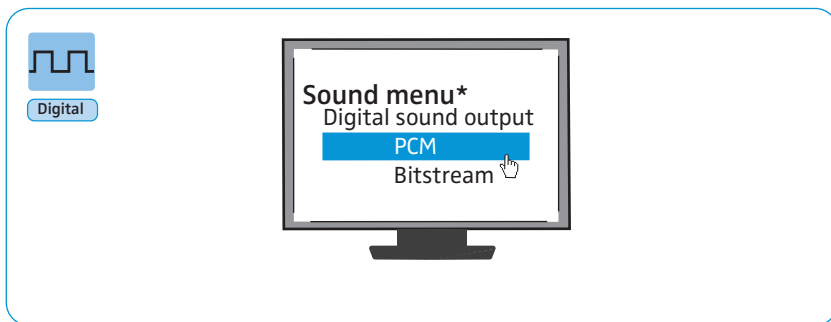 Digital
Sound menu*
Digital sound output
PCM
Bitstream